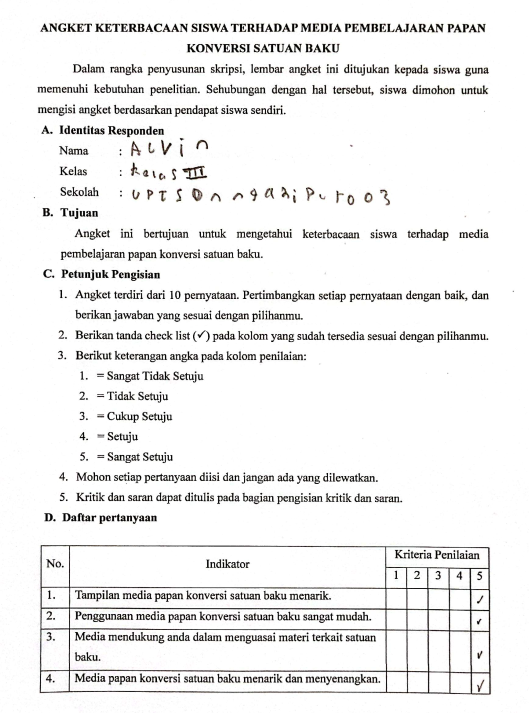 ANGKET KETERBACAAN SISWA TERHADAP MEDIA PEMBELAJARAN PAPAN
KONVERSI SATUAN BAKU
Dalam rangka penyusunan skripsi, lembar angket ini ditujukan kepada siswa guna
memenuhi kebutuhan penelitian. Sehubungan dengan hal tersebut, siswa dimohon untuk
mengisi angket berdasarkan pendapat siswa sendiri.
A. Identitas Responden
Nama : ALVin
Kelas : Kelas III
Sekolah : UPT SDn
B. Tujuan
Angket ini bertujuan untuk mengetahui keterbacaan siswa terhadap media
pembelajaran papan konversi satuan baku.
C. Petunjuk Pengisian
1. Angket terdiri dari 10 pernyataan. Pertimbangkan setiap pernyataan dengan baik, dan
berikan jawaban yang sesuai dengan pilihanmu.
2. Berikan tanda check list (✓) pada kolom yang sudah tersedia sesuai dengan pilihanmu.
3. Berikut keterangan angka pada kolom penilaian:
1. = Sangat Tidak Setuju
2. = Tidak Setuju
3. = Cukup Setuju
4. = Setuju
5. = Sangat Setuju
4. Mohon setiap pertanyaan diisi dan jangan ada yang dilewatkan.
5. Kritik dan saran dapat ditulis pada bagian pengisian kritik dan saran.
D. Daftar pertanyaan
No. Indikator Kriteria Penilaian
1 2 3 4 5
1. Tampilan media papan konversi satuan baku menarik. ✓
2. Penggunaan media papan konversi satuan baku sangat mudah. ✓
3. Media mendukung anda dalam menguasai materi terkait satuan
baku. ✓
4. Media papan konversi satuan baku menarik dan menyenangkan. ✓